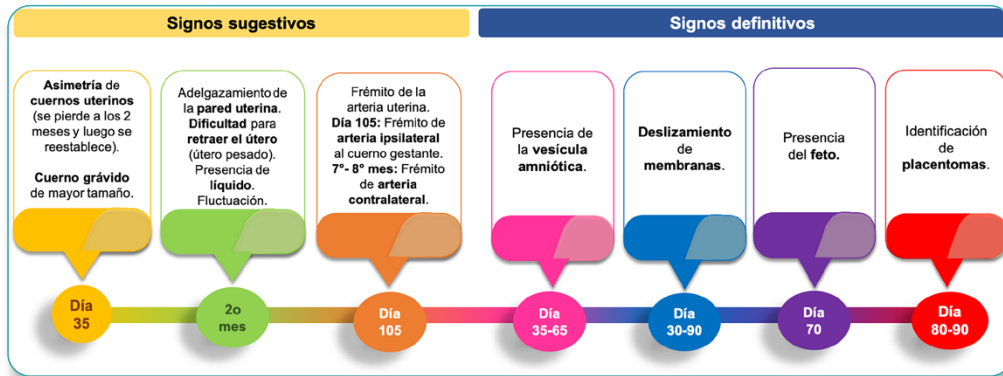 Signos sugestivos
Signos definitivos
Asimetría de
cuernos uterinos
(se pierde a los 2
meses y luego se
reestablece).
Cuerno grávido
de mayor tamaño.
Adelgazamiento de
la pared uterina.
Dificultad para
retraer el útero
(útero pesado).
Presencia de
líquido.
Fluctuación.
Frémito de la
arteria uterina.
Día 105: Frémito de
arteria ipsilateral
al cuerno gestante.
7º- 8º mes: Frémito
de arteria
contralateral.
Presencia de
la vesícula
amniótica.
Deslizamiento
de
membranas.
Presencia
del feto.
Identificación
de
placentomas.
Día
35
2o
mes
Día
105
Día
35-65
Día
30-90
Día
70
Día
80-90